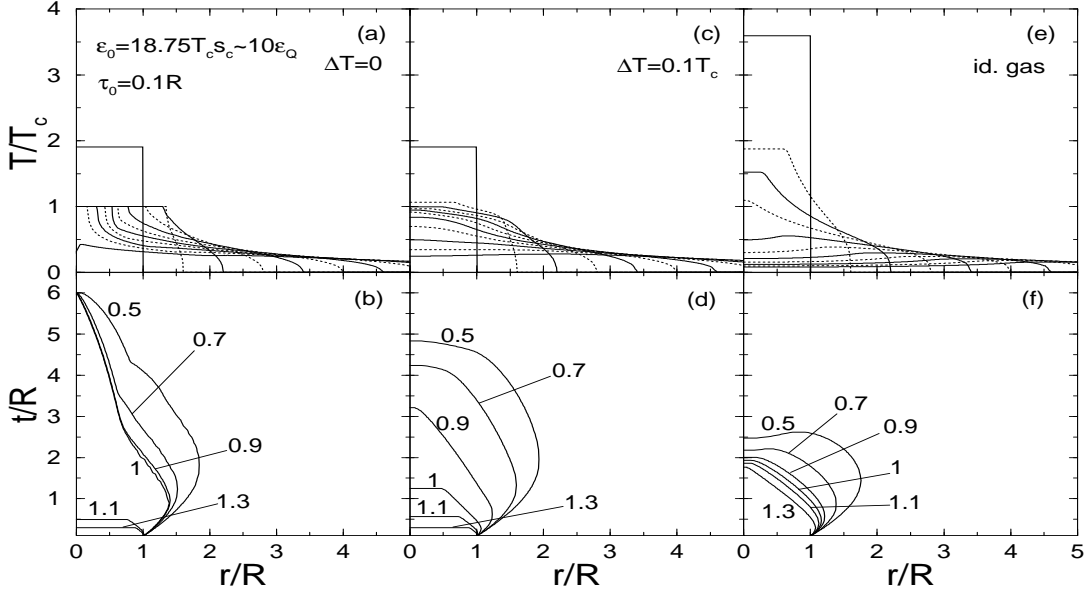 4
3
2
1
0
T/T_c
(a)
ε₀=18.75T_c s_c~10ε_Q
ΔT=0
τ₀=0.1R
(c)
ΔT=0.1T_c
(e)
id. gas
6
5
4
3
2
1
t/R
(b)
0.5
0.7
0.9
1
1.1
1.3
(d)
0.5
0.7
0.9
1
1.1
1.3
(f)
0.5
0.7
0.9
1
1.1
1.3
0 1 2 3 4
0 1 2 3 4
0 1 2 3 4 5
r/R
r/R
r/R